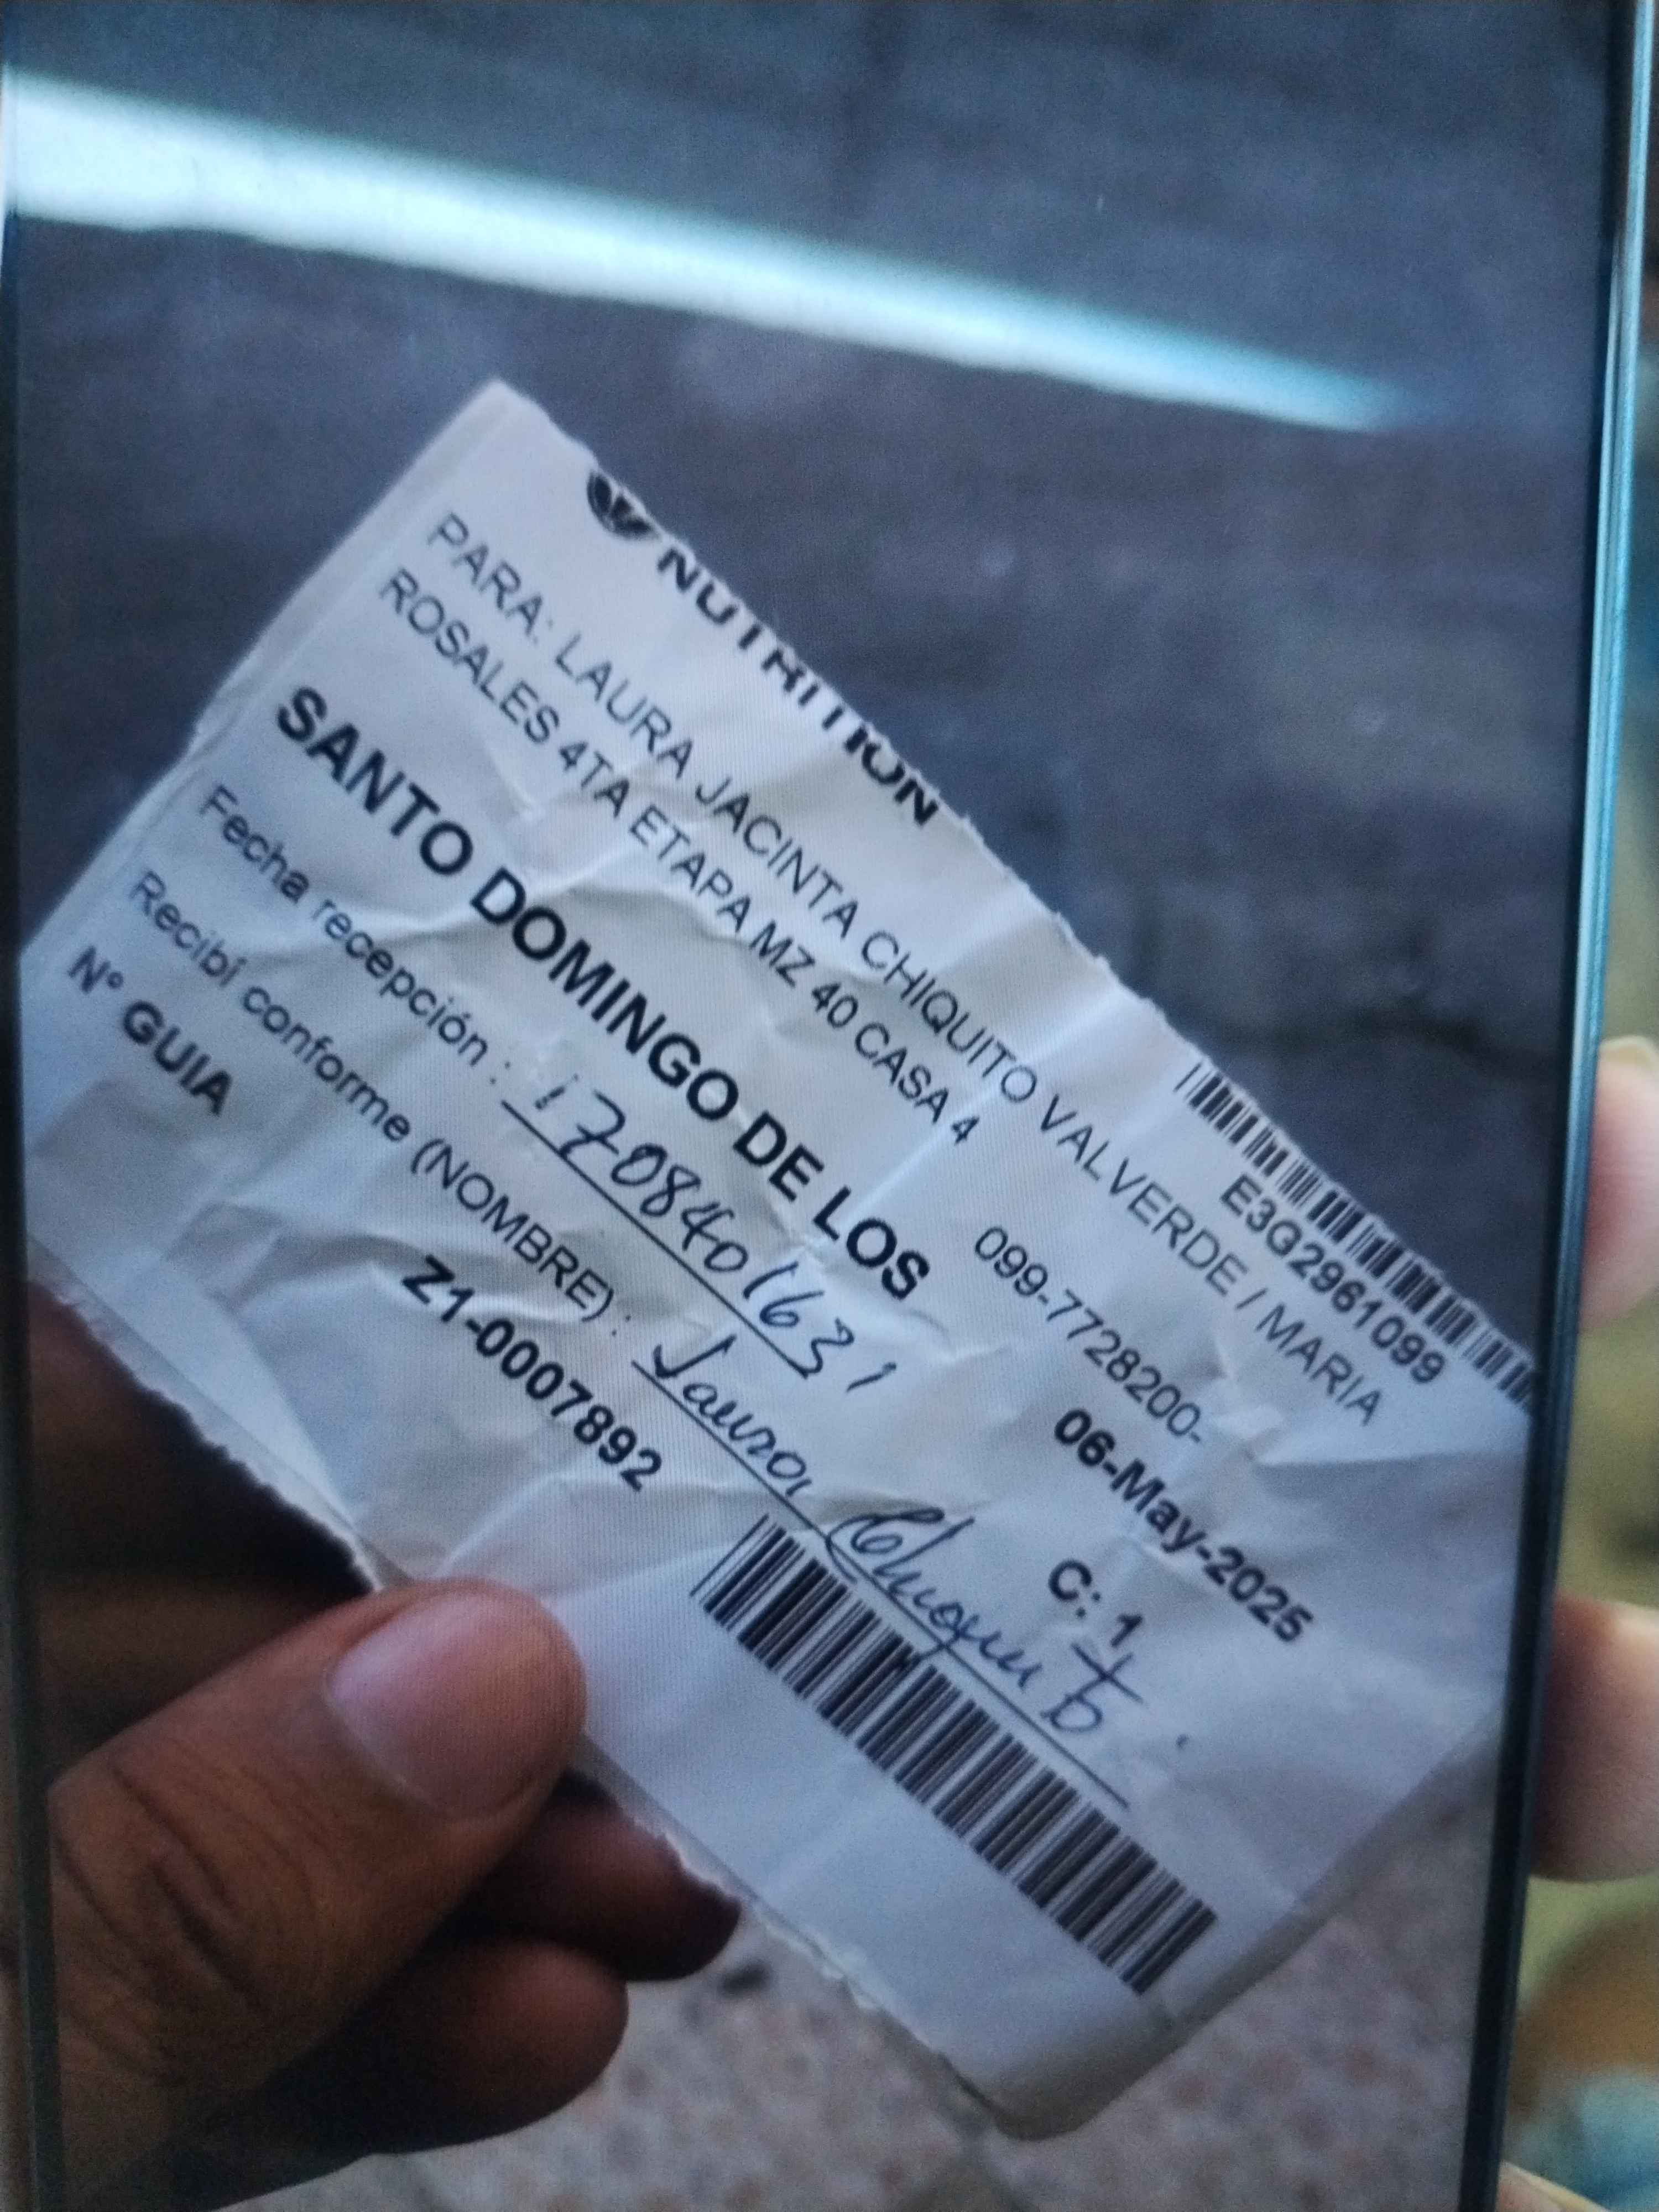 NUTRITION
E3G2961099
PARA: LAURA JACINTA CHIQUITO VALVERDE / MARIA
ROSALES 4TA ETAPA MZ 40 CASA 4 099-7728200-
SANTO DOMINGO DE LOS 06-May-2025
Fecha recepción : 1708401631 C: 1
Recibí conforme (NOMBRE) : Laura Chiquito
N° GUIA Z1-0007892